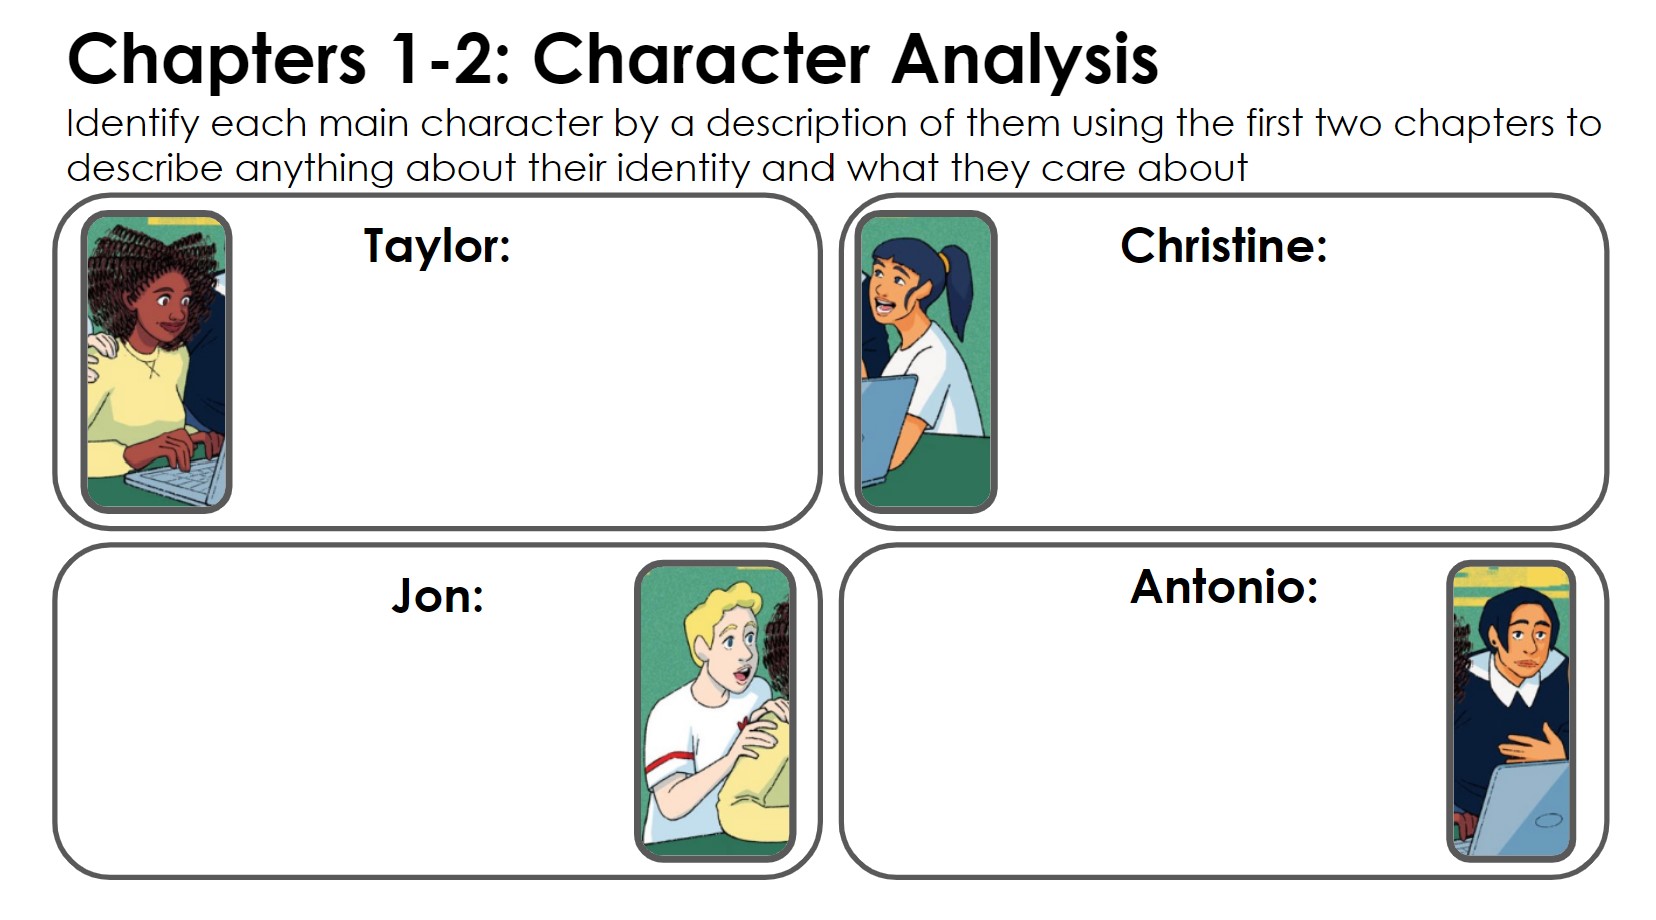 Chapters 1-2: Character Analysis
Identify each main character by a description of them using the first two chapters to
describe anything about their identity and what they care about
Taylor:
Christine:
Jon:
Antonio: